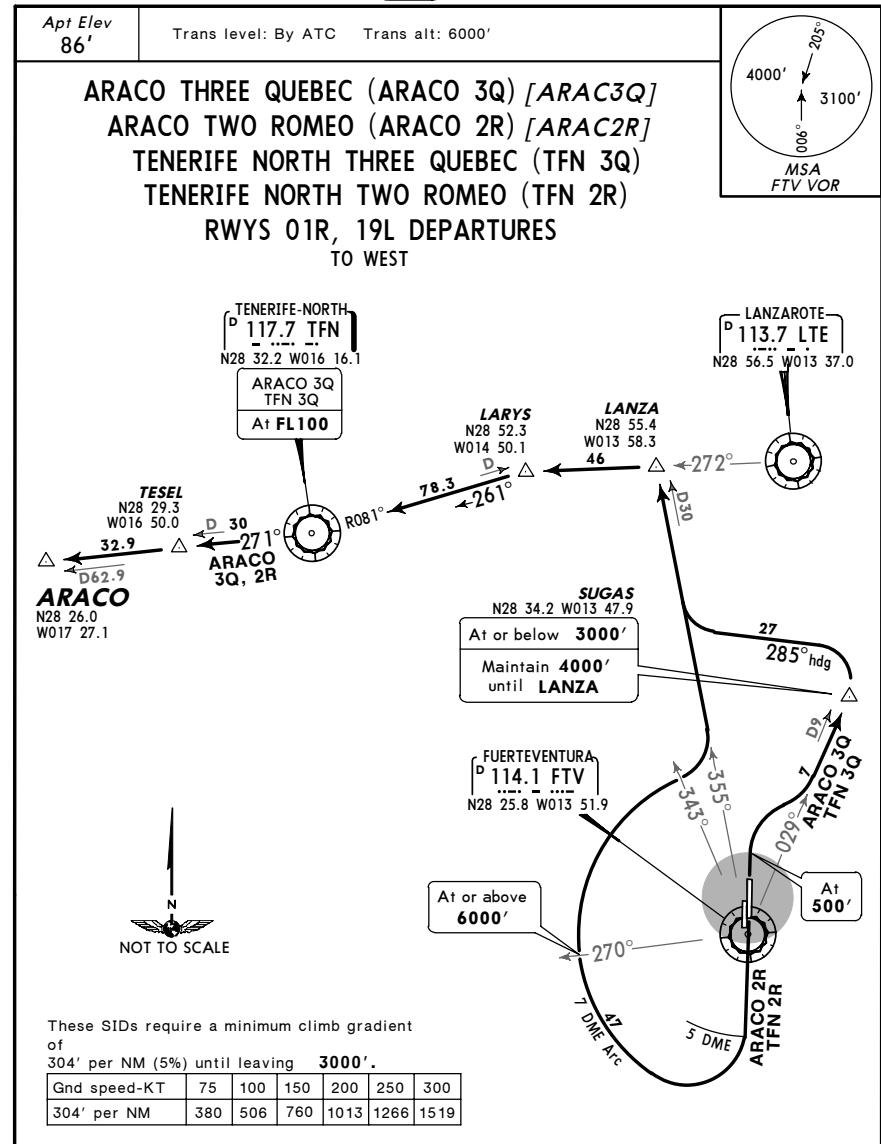 Apt Elev
86'
Trans level: By ATC Trans alt: 6000'
205°
4000'
3100'
006°
MSA
FTV VOR
ARACO THREE QUEBEC (ARACO 3Q) [ARAC3Q]
ARACO TWO ROMEO (ARACO 2R) [ARAC2R]
TENERIFE NORTH THREE QUEBEC (TFN 3Q)
TENERIFE NORTH TWO ROMEO (TFN 2R)
RWYS 01R, 19L DEPARTURES
TO WEST
TENERIFE-NORTH
D 117.7 TFN
N28 32.2 W016 16.1
ARACO 3Q
TFN 3Q
At FL100
LANZAROTE
D 113.7 LTE
N28 56.5 W013 37.0
LARYS
N28 52.3
W014 50.1
LANZA
N28 55.4
W013 58.3
46
272°
D
78.3
261°
R081°
D30
TESEL
N28 29.3
W016 50.0
D 30
271°
ARACO
3Q, 2R
32.9
D62.9
ARACO
N28 26.0
W017 27.1
SUGAS
N28 34.2 W013 47.9
At or below 3000'
Maintain 4000'
until LANZA
27
285° hdg
D9
7
ARACO 3Q
TFN 3Q
FUERTEVENTURA
D 114.1 FTV
N28 25.8 W013 51.9
343°
355°
029°
At
500'
At or above
6000'
270°
47
7 DME Arc
5 DME
ARACO 2R
TFN 2R
N
NOT TO SCALE
These SIDs require a minimum climb gradient
of
304' per NM (5%) until leaving 3000'.
Gnd speed-KT 75 100 150 200 250 300
304' per NM 380 506 760 1013 1266 1519